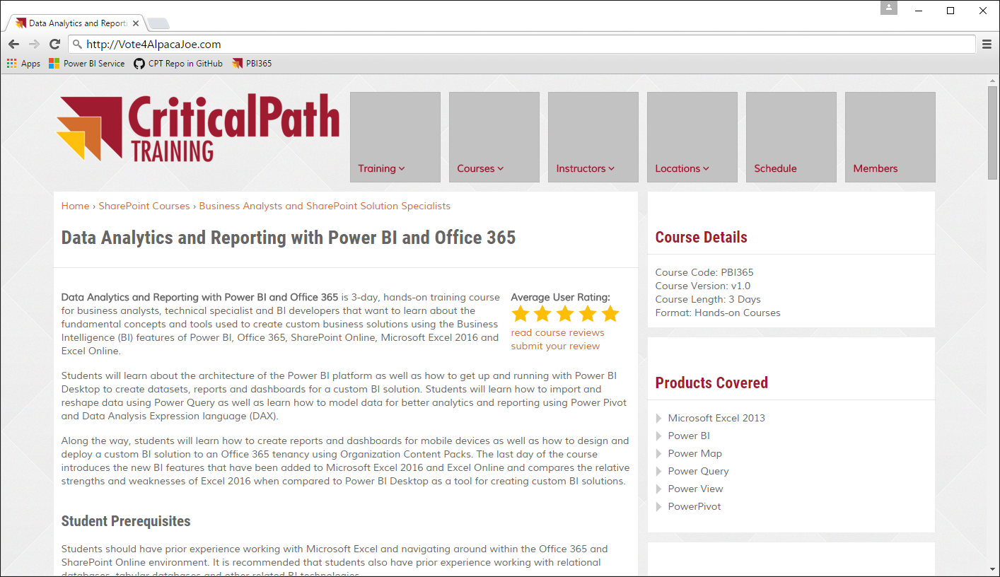 Data Analytics and Reporti
http://Vote4AlpacaJoe.com
Apps Power BI Service CPT Repo in GitHub PBI365
CriticalPath
TRAINING
Training Courses Instructors Locations Schedule Members
Home › SharePoint Courses › Business Analysts and SharePoint Solution Specialists
Data Analytics and Reporting with Power BI and Office 365
Data Analytics and Reporting with Power BI and Office 365 is 3-day, hands-on training course
for business analysts, technical specialist and BI developers that want to learn about the
fundamental concepts and tools used to create custom business solutions using the Business
Intelligence (BI) features of Power BI, Office 365, SharePoint Online, Microsoft Excel 2016 and
Excel Online.
Average User Rating:
read course reviews
submit your review
Students will learn about the architecture of the Power BI platform as well as how to get up and running with Power BI
Desktop to create datasets, reports and dashboards for a custom BI solution. Students will learn how to import and
reshape data using Power Query as well as learn how to model data for better analytics and reporting using Power Pivot
and Data Analysis Expression language (DAX).
Along the way, students will learn how to create reports and dashboards for mobile devices as well as how to design and
deploy a custom BI solution to an Office 365 tenancy using Organization Content Packs. The last day of the course
introduces the new BI features that have been added to Microsoft Excel 2016 and Excel Online and compares the relative
strengths and weaknesses of Excel 2016 when compared to Power BI Desktop as a tool for creating custom BI solutions.
Student Prerequisites
Students should have prior experience working with Microsoft Excel and navigating around within the Office 365 and
SharePoint Online environment. It is recommended that students also have prior experience working with relational
databases, tabular databases and other related BI technologies.
Course Details
Course Code: PBI365
Course Version: v1.0
Course Length: 3 Days
Format: Hands-on Courses
Products Covered
Microsoft Excel 2013
Power BI
Power Map
Power Query
Power View
PowerPivot